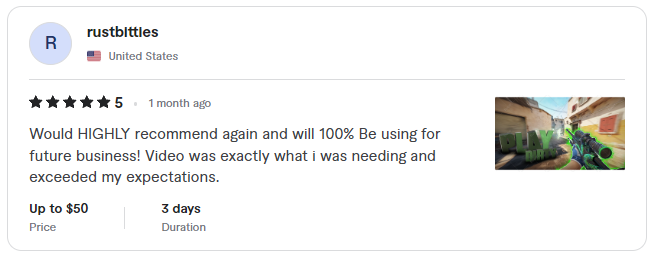 R
rustbitties
United States
5
1 month ago
Would HIGHLY recommend again and will 100% Be using for
future business! Video was exactly what i was needing and
exceeded my expectations.
PLAY
Up to $50
3 days
Price
Duration